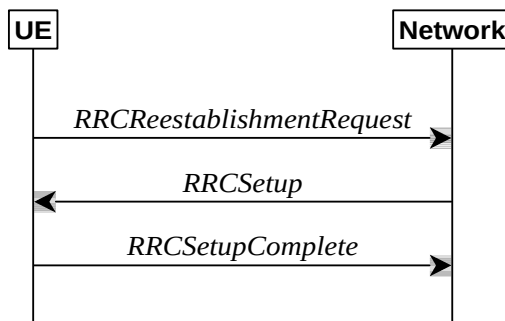 UE
Network
RRCReestablishmentRequest
RRCSetup
RRCSetupComplete